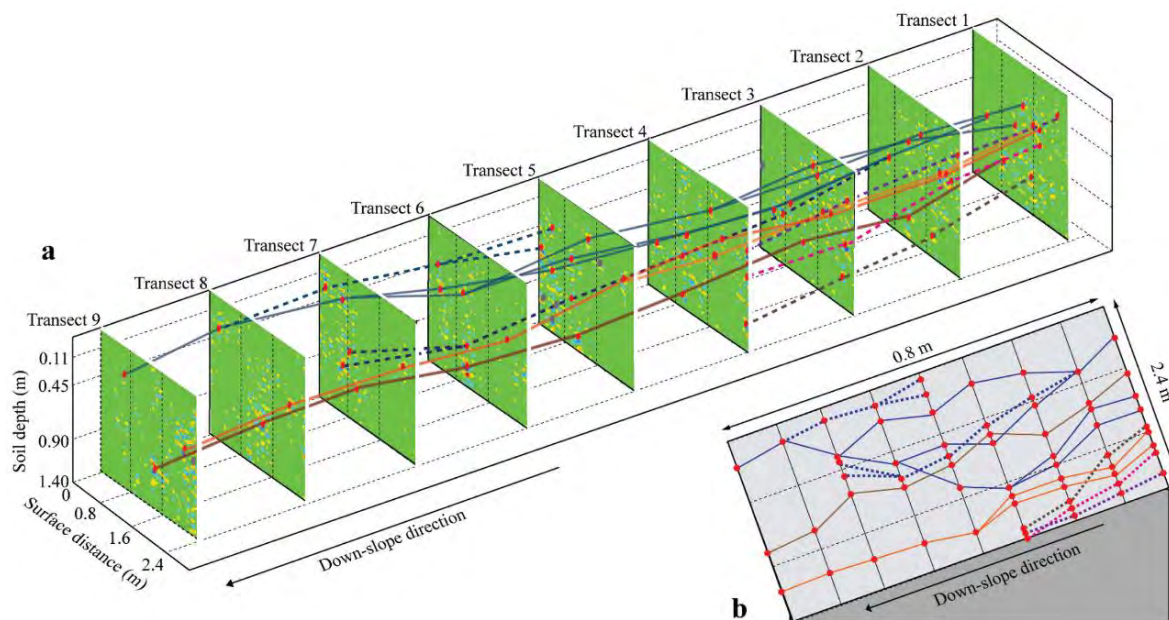 Transect 1
Transect 2
Transect 3
Transect 4
Transect 5
Transect 6
Transect 7
Transect 8
Transect 9
a
0.11
0.45
0.90
1.40
Soil depth (m)
0
0.8
1.6
2.4
Surface distance (m)
Down-slope direction
0.8 m
2.4 m
Down-slope direction
b